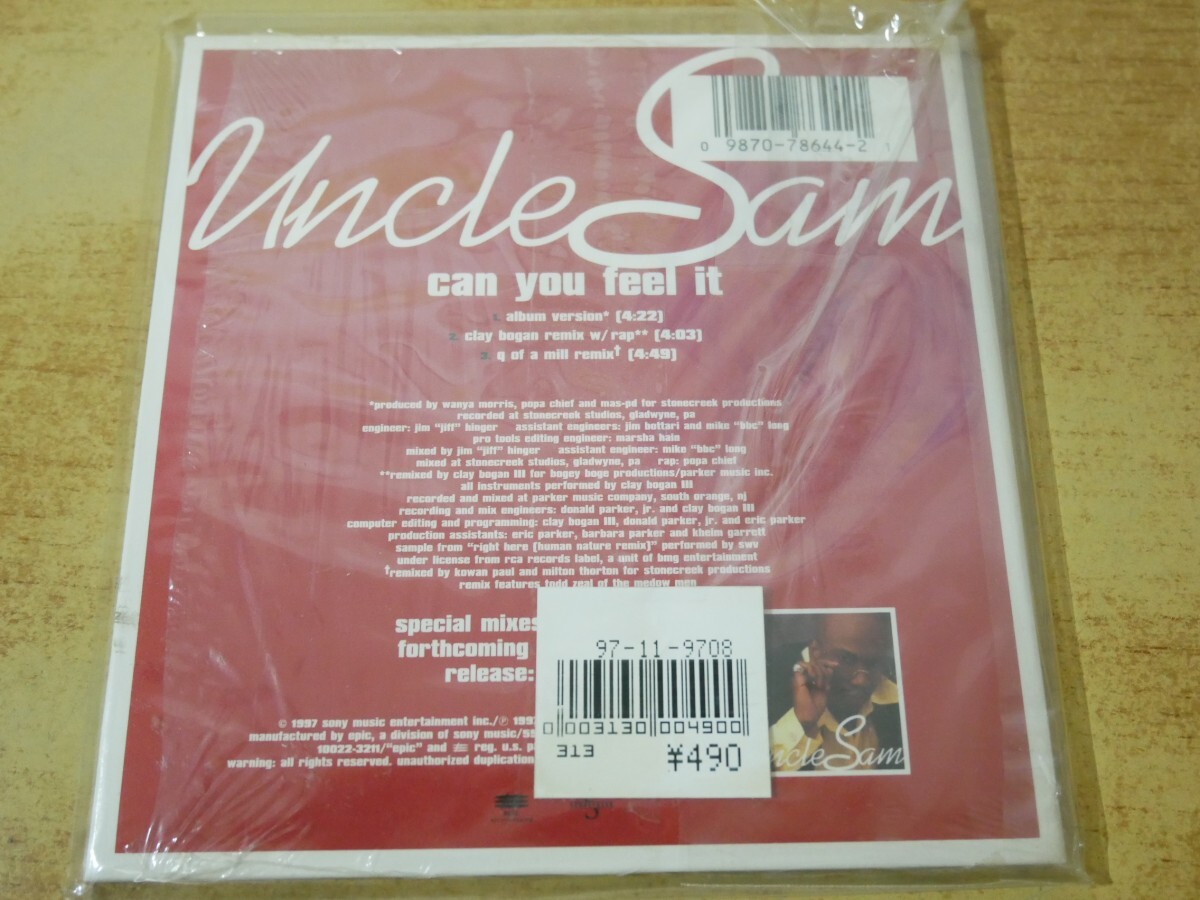 0 9870-78644-2 1
Uncle Sam
can you feel it
1. album version* (4:22)
2. clay bogan remix w/rap** (4:03)
3. q of a mill remix† (4:49)
*produced by wanya morris, popa chief and mas-pd for stonecreek productions
recorded at stonecreek studios, gladwyne, pa
engineer: jim "jiff" hinger assistant engineers: jim bottari and mike "bbc" long
pro tools editing engineer: marsha hale
mixed by jim "jiff" hinger assistant engineer: mike "bbc" long
mixed at stonecreek studios, gladwyne, pa rap: popa chief
**remixed by clay bogan III for bogey boge productions/parker music inc.
all instruments performed by clay bogan III
recorded and mixed at parker music company, south orange, nj
recording and mix engineers: donald parker, jr. and clay bogan III
computer editing and programming: clay bogan III, donald parker, jr. and eric parker
production assistants: eric parker, barbara parker and kheim garrett
sample from "right here (human nature remix)" performed by swv
under license from rca records label, a unit of bmg entertainment
†remixed by kowan paul and milton thorton for stonecreek productions
remix features todd zeal of the medow men
special mixes
forthcoming
release:
97-11-9708
0 003130 004900
313
¥490
© 1997 sony music entertainment inc./℗ 199
manufactured by epic, a division of sony music/55
10022-3211/"epic" and reg. u.s. p
warning: all rights reserved. unauthorized duplication
ncle Sam